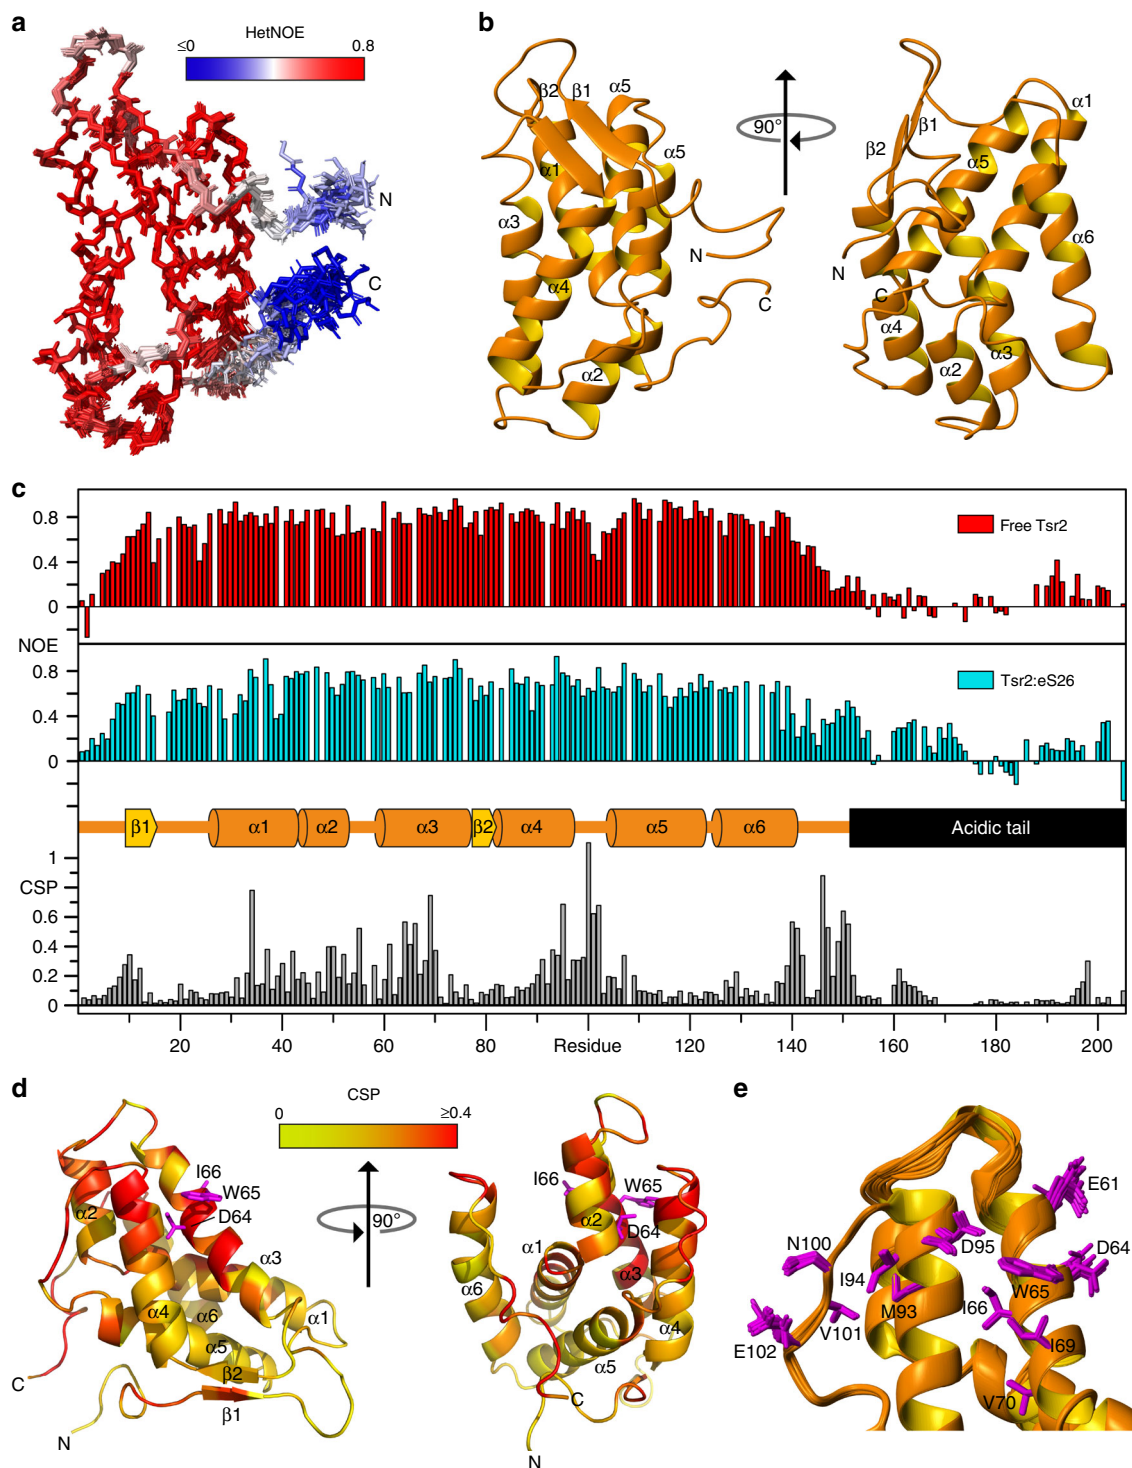 a
HetNOE
≤0
0.8
N
C
b
β2
β1
α5
α5
α1
α3
α4
N
C
α2
90°
α1
β1
β2
α5
α6
N
C
α4
α3
α2
c
0.8
0.4
0
Free Tsr2
NOE
0.8
0.4
0
Tsr2:eS26
β1
α1
α2
α3
β2
α4
α5
α6
Acidic tail
1
CSP
0.6
0.4
0.2
0
20
40
60
80
Residue
120
140
160
180
200
d
CSP
0
≥0.4
I66
W65
D64
α2
α3
α4
α6
α1
α5
β2
β1
C
N
90°
I66
W65
α2
D64
α1
α3
α6
α4
α5
C
N
e
E61
N100
D95
D64
I94
W65
M93
I66
V101
E102
I69
V70